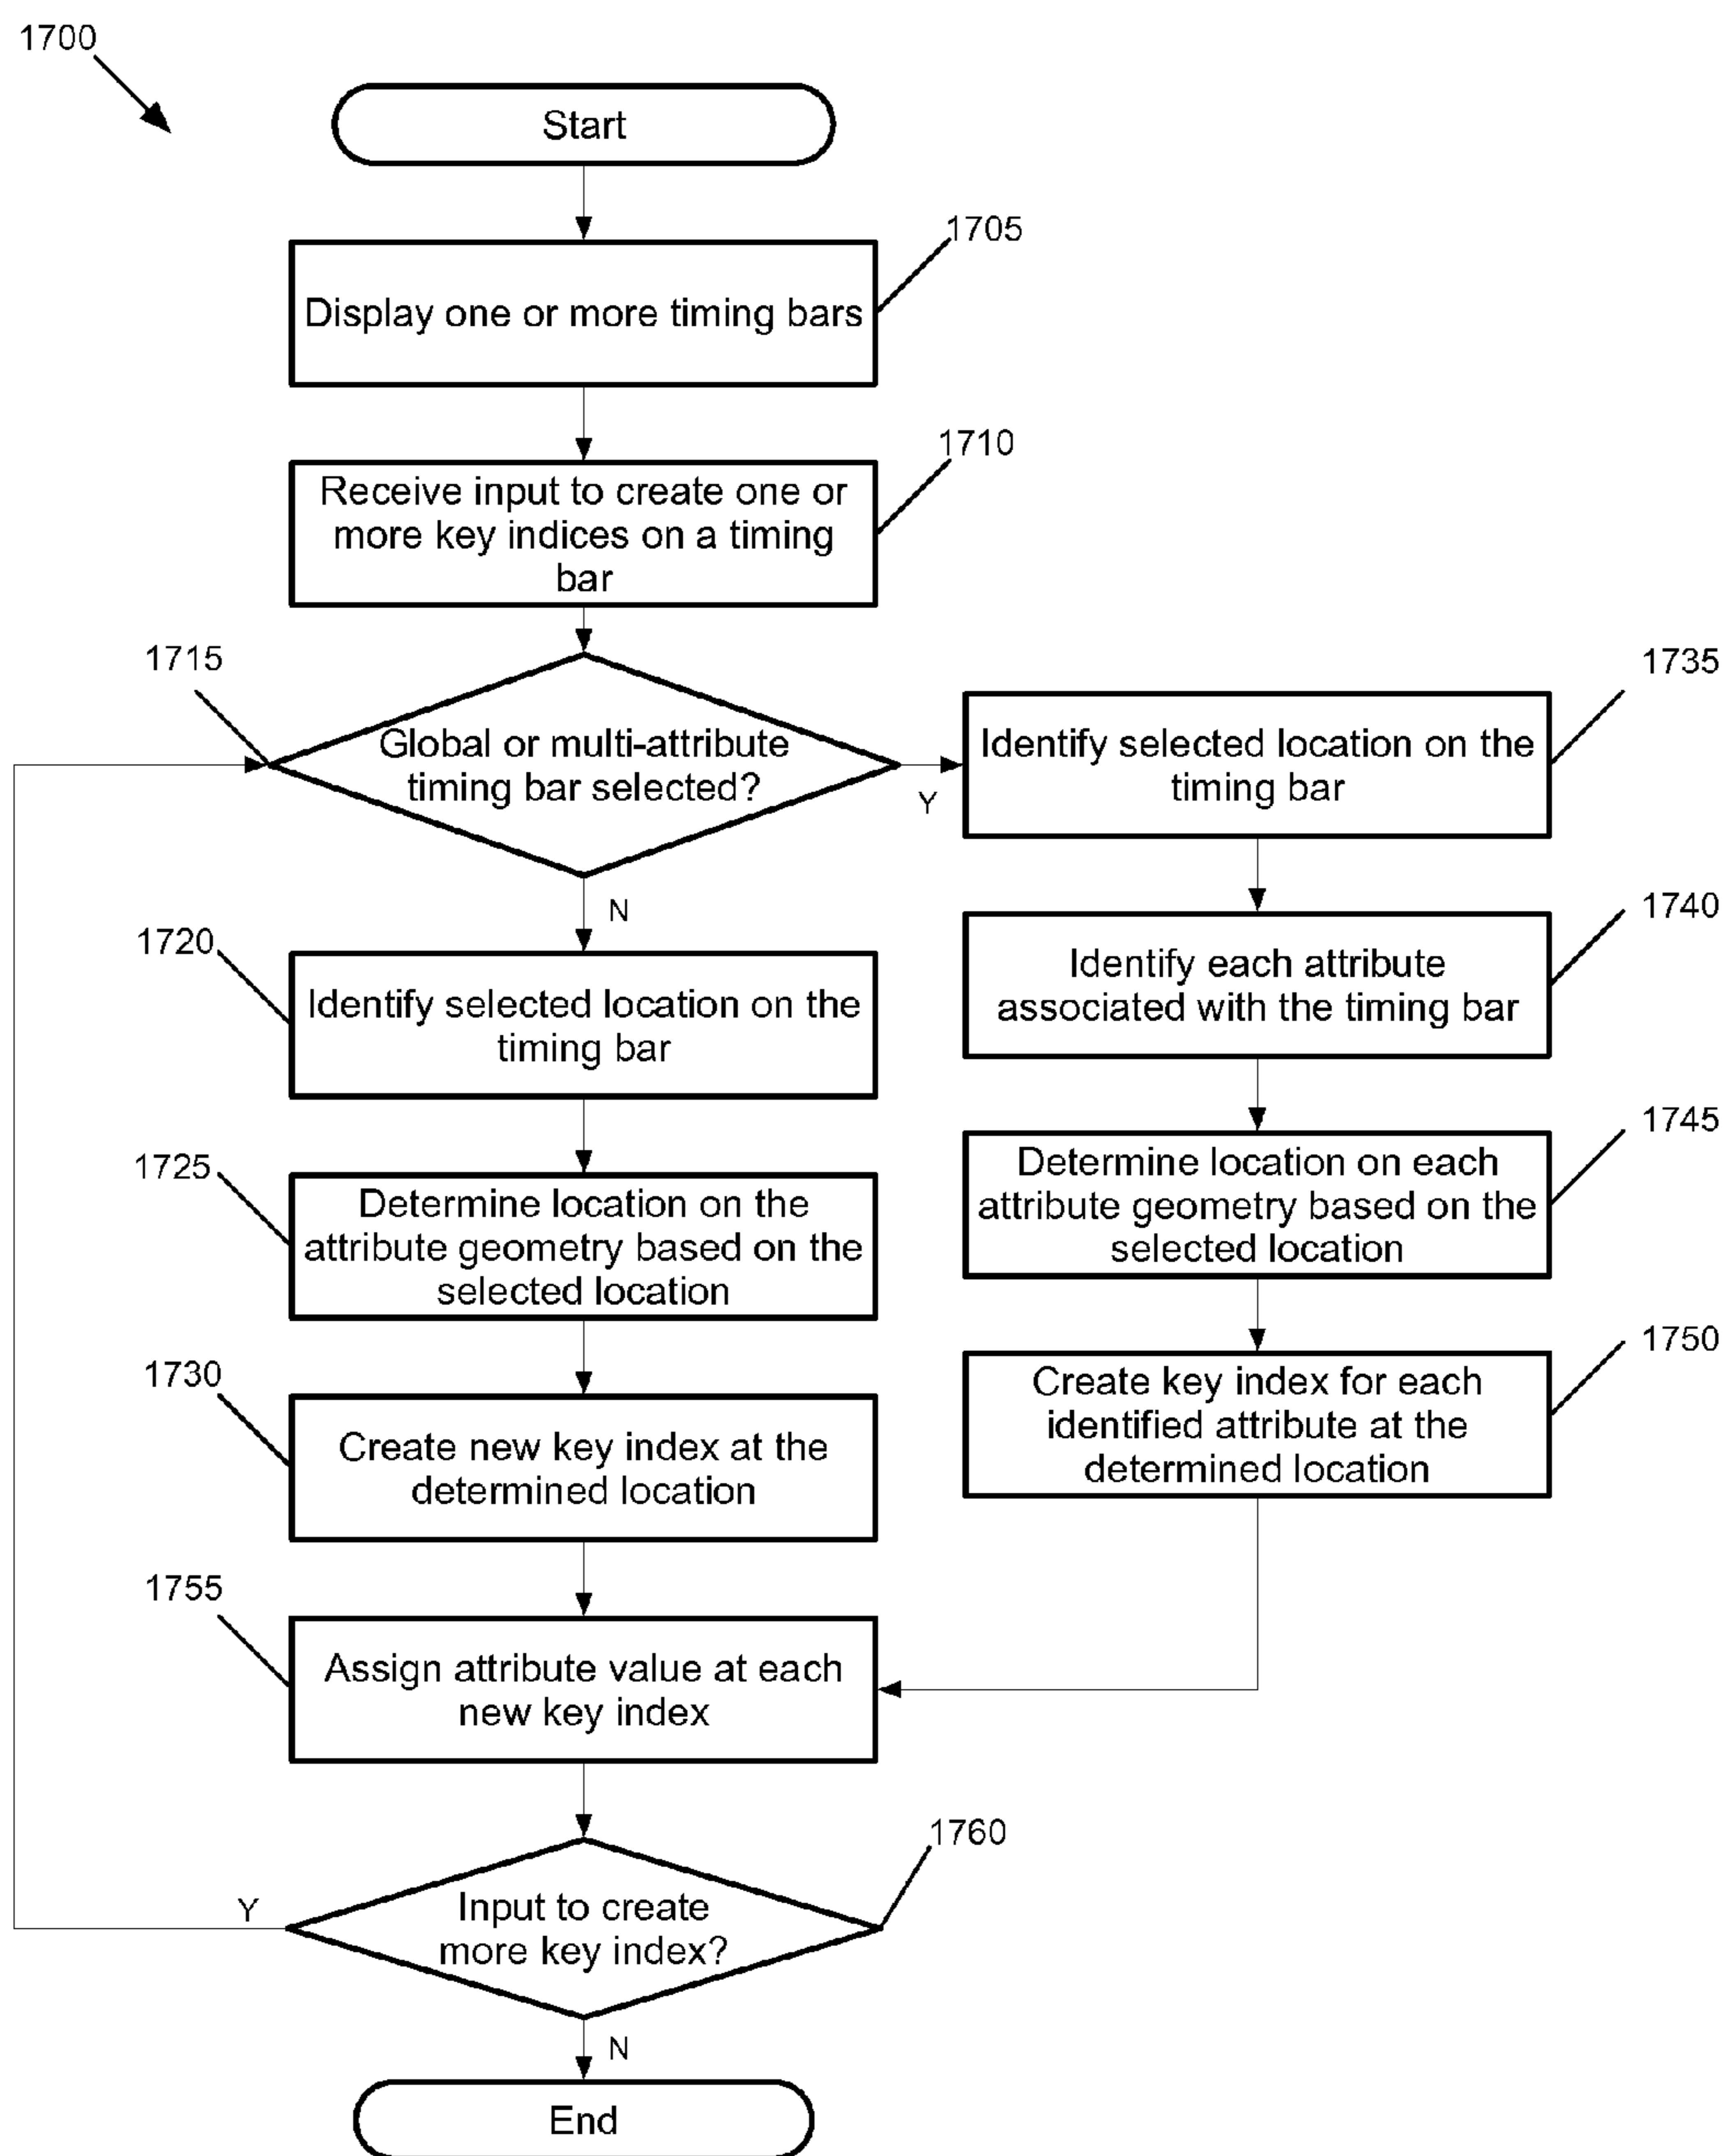 1700
Start
1705
Display one or more timing bars
1710
Receive input to create one or
more key indices on a timing
bar
1715
Global or multi-attribute
timing bar selected?
Y
N
1735
Identify selected location on the
timing bar
1740
Identify each attribute
associated with the timing bar
1745
Determine location on each
attribute geometry based on the
selected location
1750
Create key index for each
identified attribute at the
determined location
1720
Identify selected location on the
timing bar
1725
Determine location on the
attribute geometry based on the
selected location
1730
Create new key index at the
determined location
1755
Assign attribute value at each
new key index
1760
Input to create
more key index?
Y
N
End